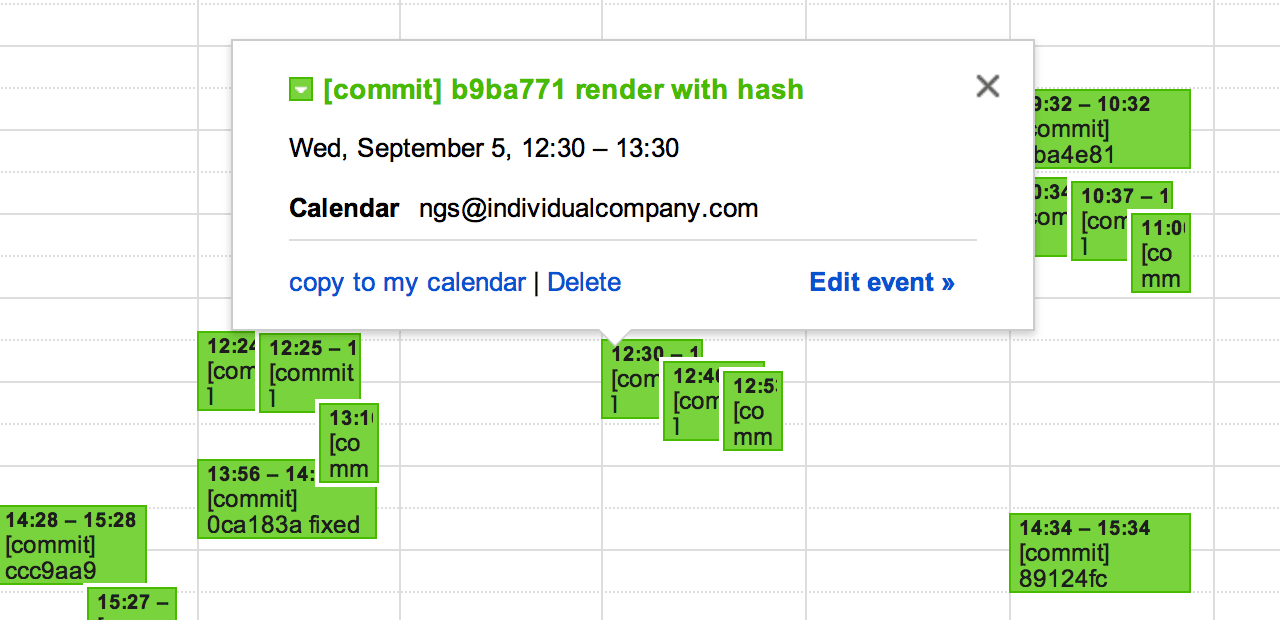 [commit] b9ba771 render with hash
Wed, September 5, 12:30 – 13:30
Calendar ngs@individualcompany.com
copy to my calendar | Delete
Edit event »
9:32 – 10:32
commit]
ba4e81
10:37 – 1
[com
]
11:0
[co
mm
12:24
[com
]
12:25 – 1
[commit
]
13:1
[co
mm
13:56 – 14:
[commit]
0ca183a fixed
12:30 – 1
[com
]
12:4
[com
]
12:5
[co
mm
14:28 – 15:28
[commit]
ccc9aa9
15:27 –
14:34 – 15:34
[commit]
89124fc